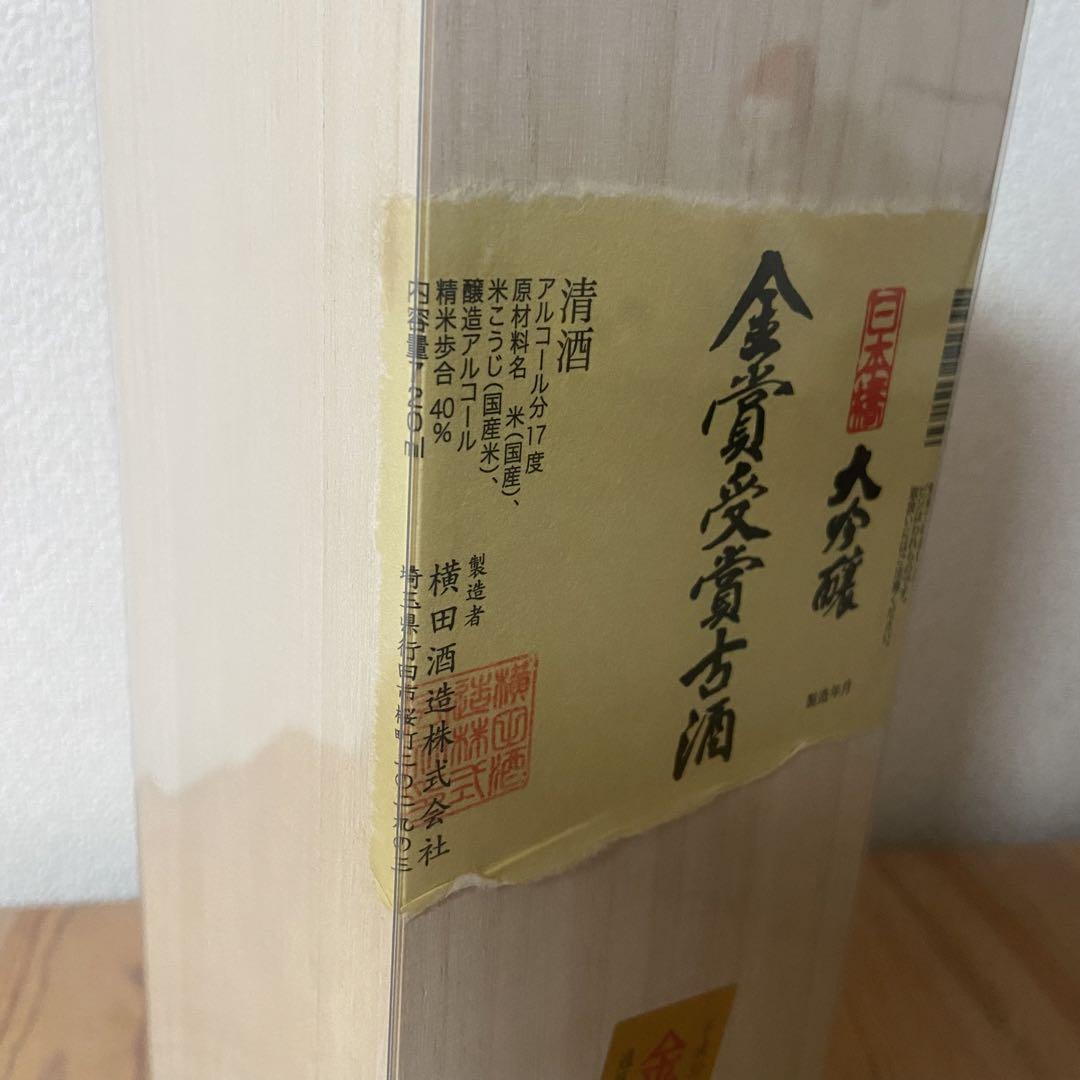 日本橋
大吟醸
金賞受賞古酒
製造年月
清酒
アルコール分17度
原材料名 米(国産)、
米こうじ(国産米)、
醸造アルコール
精米歩合 40%
内容量720ml
製造者
横田酒造株式会社
埼玉県行田市桜町二の二九の三
金